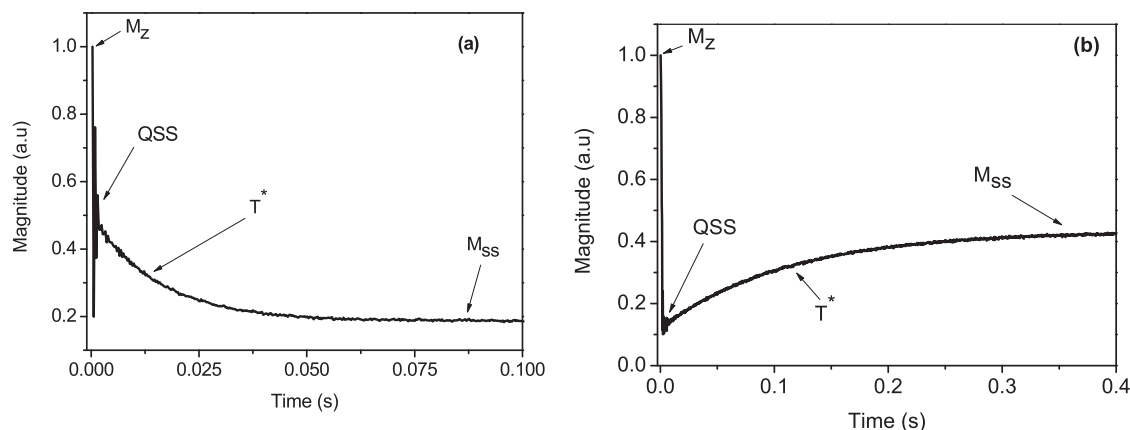 (a)
M_Z
QSS
T*
M_SS
Magnitude (a.u)
1.0
0.8
0.6
0.4
0.2
0.000 0.025 0.050 0.075 0.100
Time (s)
(b)
M_Z
QSS
T*
M_SS
Magnitude (a.u)
1.0
0.8
0.6
0.4
0.2
0.0
0.0 0.1 0.2 0.3 0.4
Time (s)